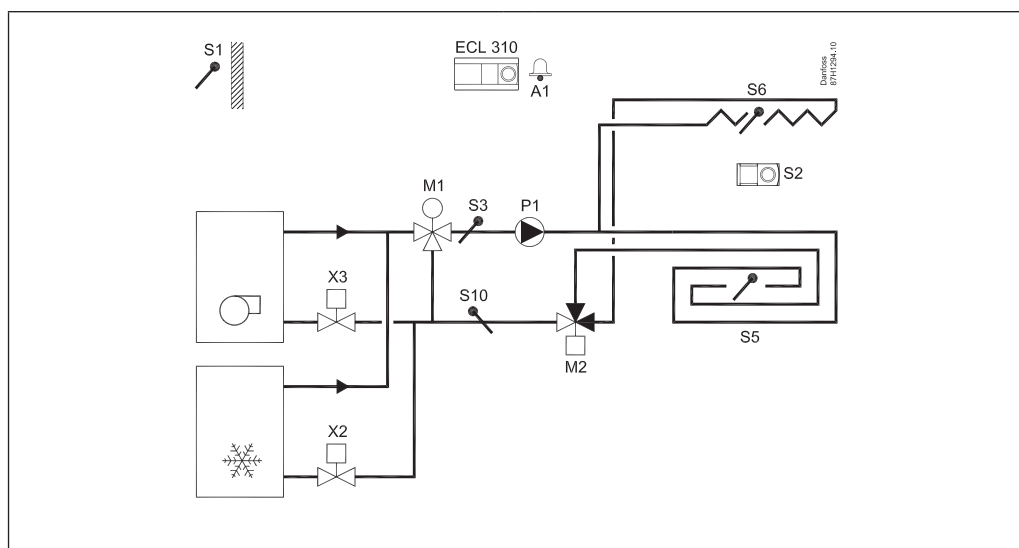 S1
ECL 310
A1
Danfoss
87H1294.10
S6
S2
M1
S3
P1
X3
S10
S5
M2
X2